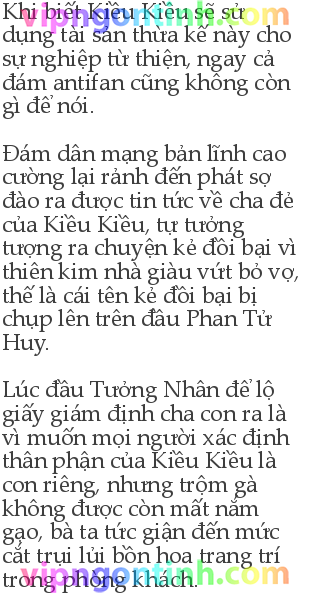 Khi biết Kiều Kiều sẽ sử
vipngontinh.com
dụng tài sản thừa kế này cho
sự nghiệp từ thiện, ngay cả
đám antifan cũng không còn
gì để nói.
Đám dân mạng bản lĩnh cao
cường lại rảnh đến phát sợ
đào ra được tin tức về cha đẻ
của Kiều Kiều, tự tưởng
tượng ra chuyện kẻ đồi bại vì
thiên kim nhà giàu vứt bỏ vợ,
thế là cái tên kẻ đồi bại bị
chụp lên trên đầu Phan Tử
Huy.
Lúc đầu Tưởng Nhân để lộ
giấy giám định cha con ra là
vì muốn mọi người xác định
thân phận của Kiều Kiều là
con riêng, nhưng trộm gà
không được còn mất nắm
gạo, bà ta tức giận đến mức
cắt trụi lủi bồn hoa trang trí
trong phòng khách.
vipngontinh.com